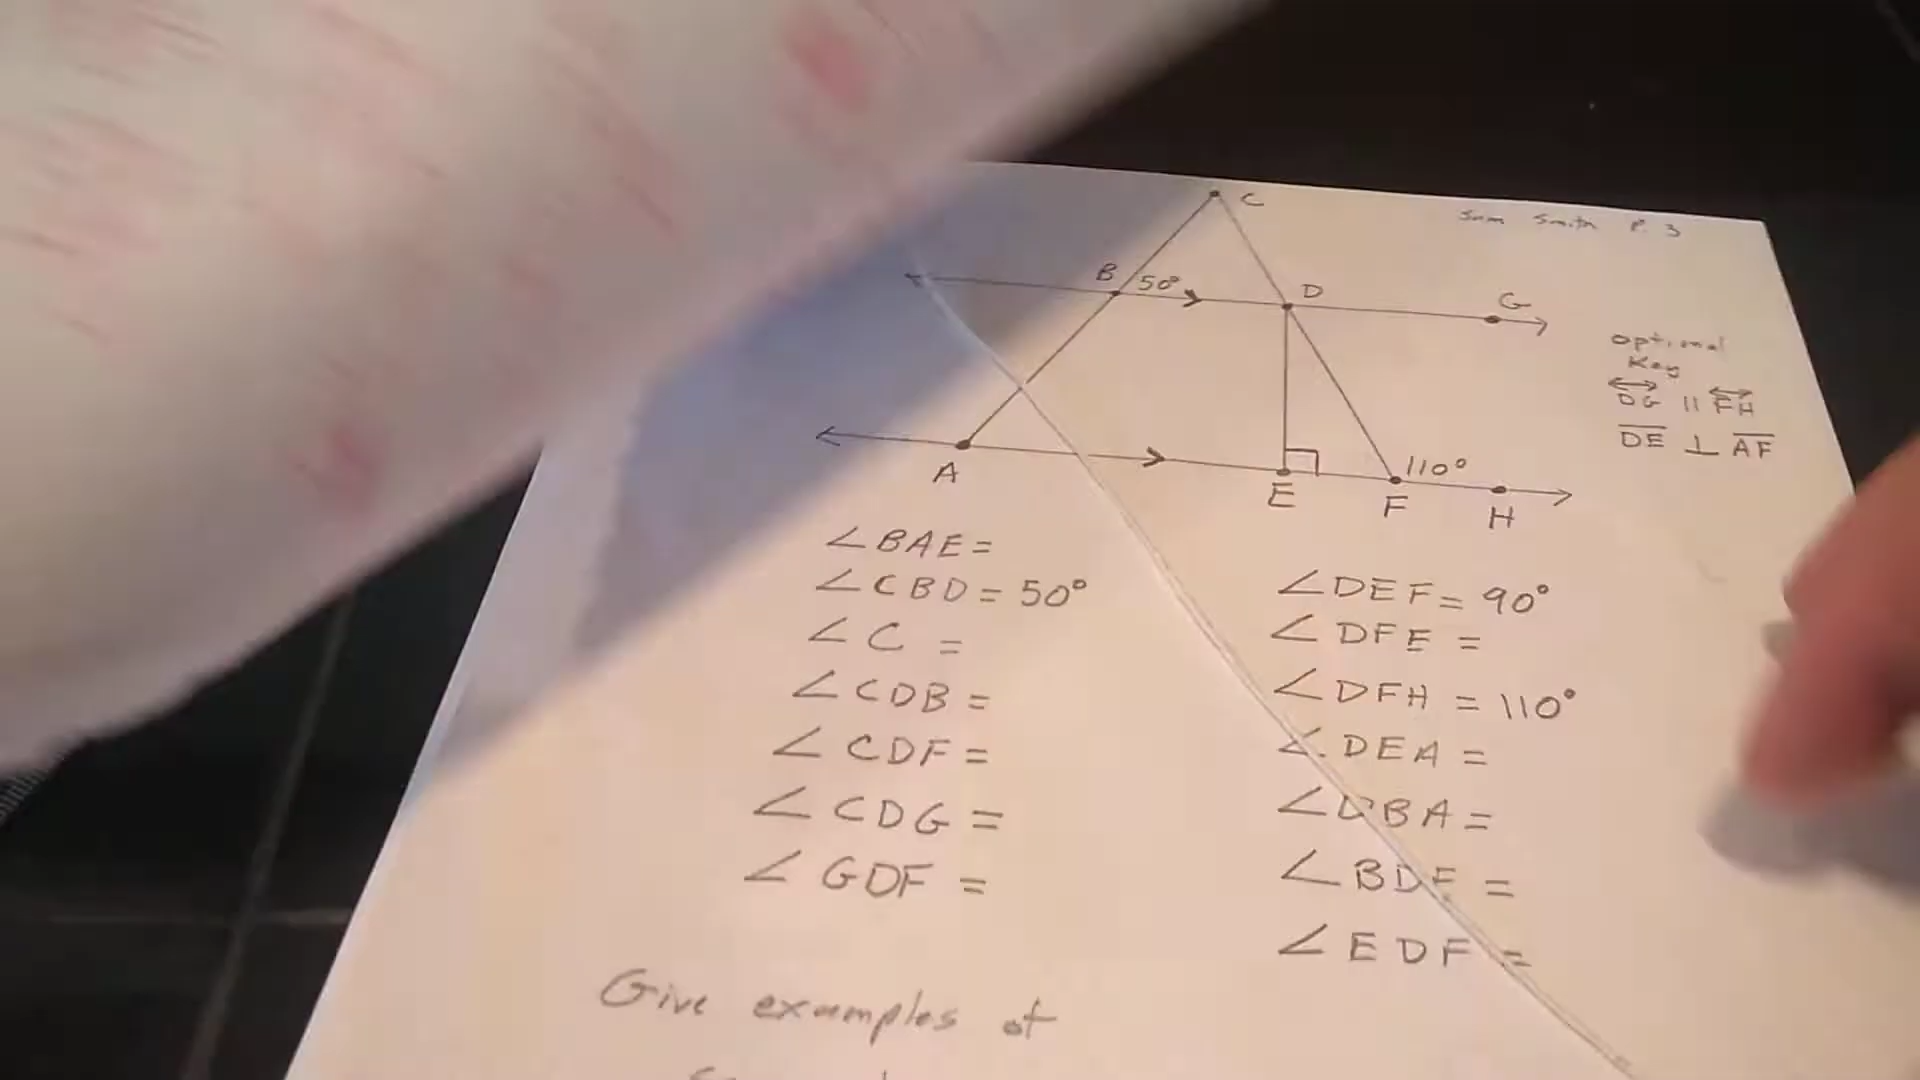 C
Sam Smith P. 3
B 50° D G
optional
Key
DG || FH
DE ⊥ AF
A E F 110° H
∠BAE =
∠CBD = 50°
∠C =
∠CDB =
∠CDF =
∠CDG =
∠GDF =
∠DEF = 90°
∠DFE =
∠DFH = 110°
∠DEA =
∠DBA =
∠BDF =
∠EDF =
Give examples of